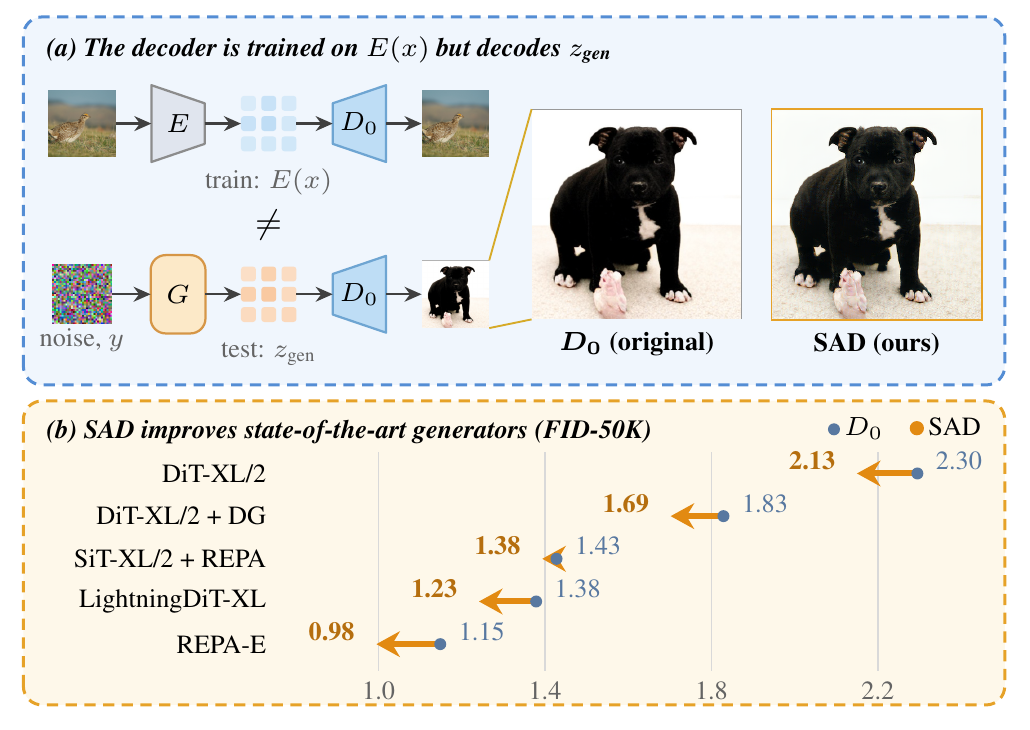 (a) The decoder is trained on E(x) but decodes z_gen
E
D_0
train: E(x)
≠
G
D_0
noise, y
test: z_gen
D_0 (original)
SAD (ours)
(b) SAD improves state-of-the-art generators (FID-50K)
D_0 SAD
DiT-XL/2 2.13 2.30
DiT-XL/2 + DG 1.69 1.83
SiT-XL/2 + REPA 1.38 1.43
LightningDiT-XL 1.23 1.38
REPA-E 0.98 1.15
1.0 1.4 1.8 2.2